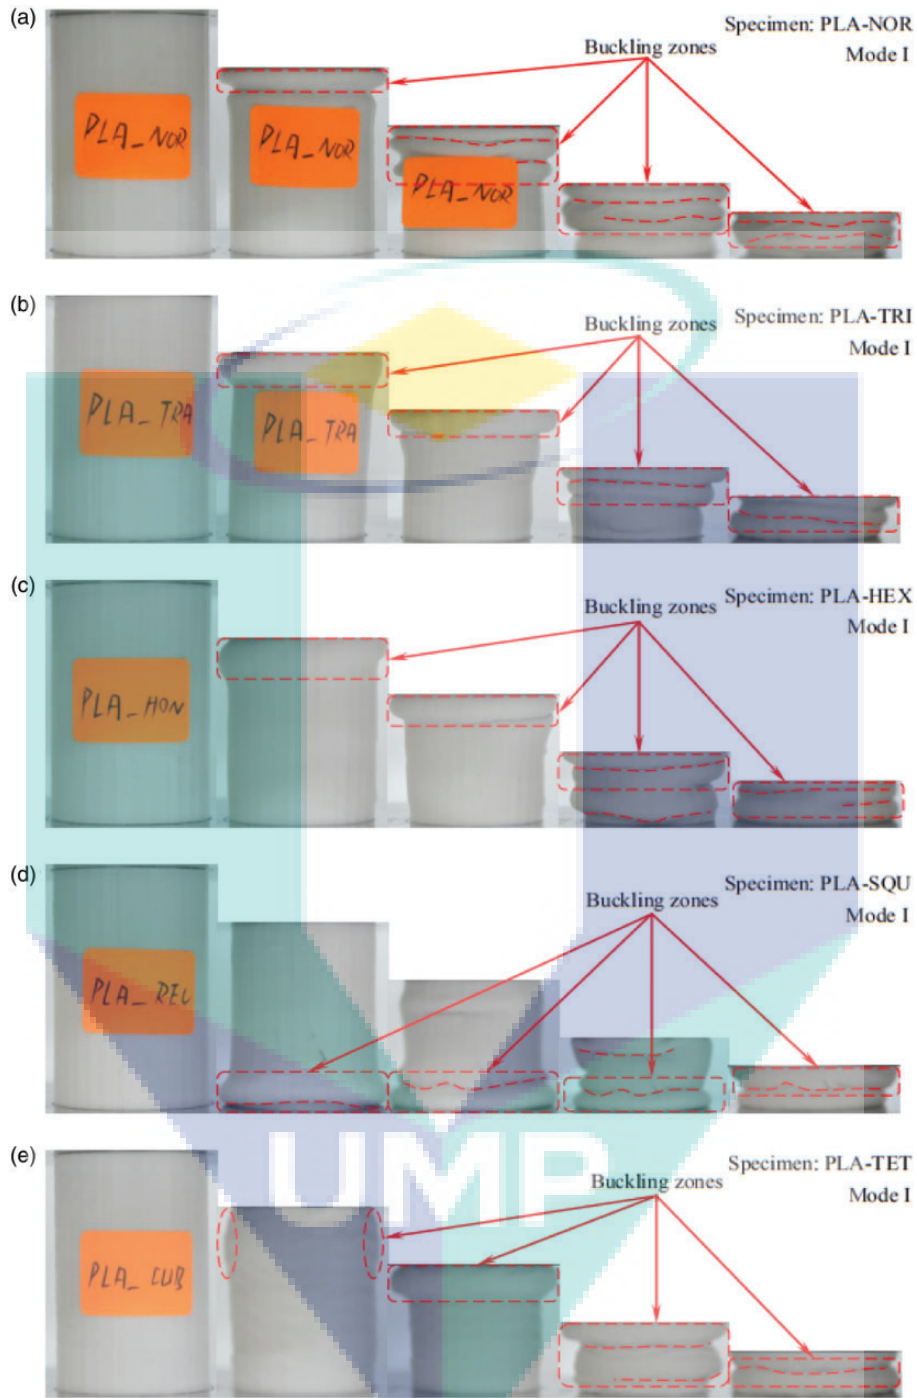 (a)
Specimen: PLA-NOR
Mode I
Buckling zones
PLA_NOR
PLA_NOR
PLA_NOR
(b)
Specimen: PLA-TRI
Mode I
Buckling zones
PLA_TRA
PLA_TRA
(c)
Specimen: PLA-HEX
Mode I
Buckling zones
PLA_HON
(d)
Specimen: PLA-SQU
Mode I
Buckling zones
PLA_REC
UMP
(e)
Specimen: PLA-TET
Mode I
Buckling zones
PLA_CUB